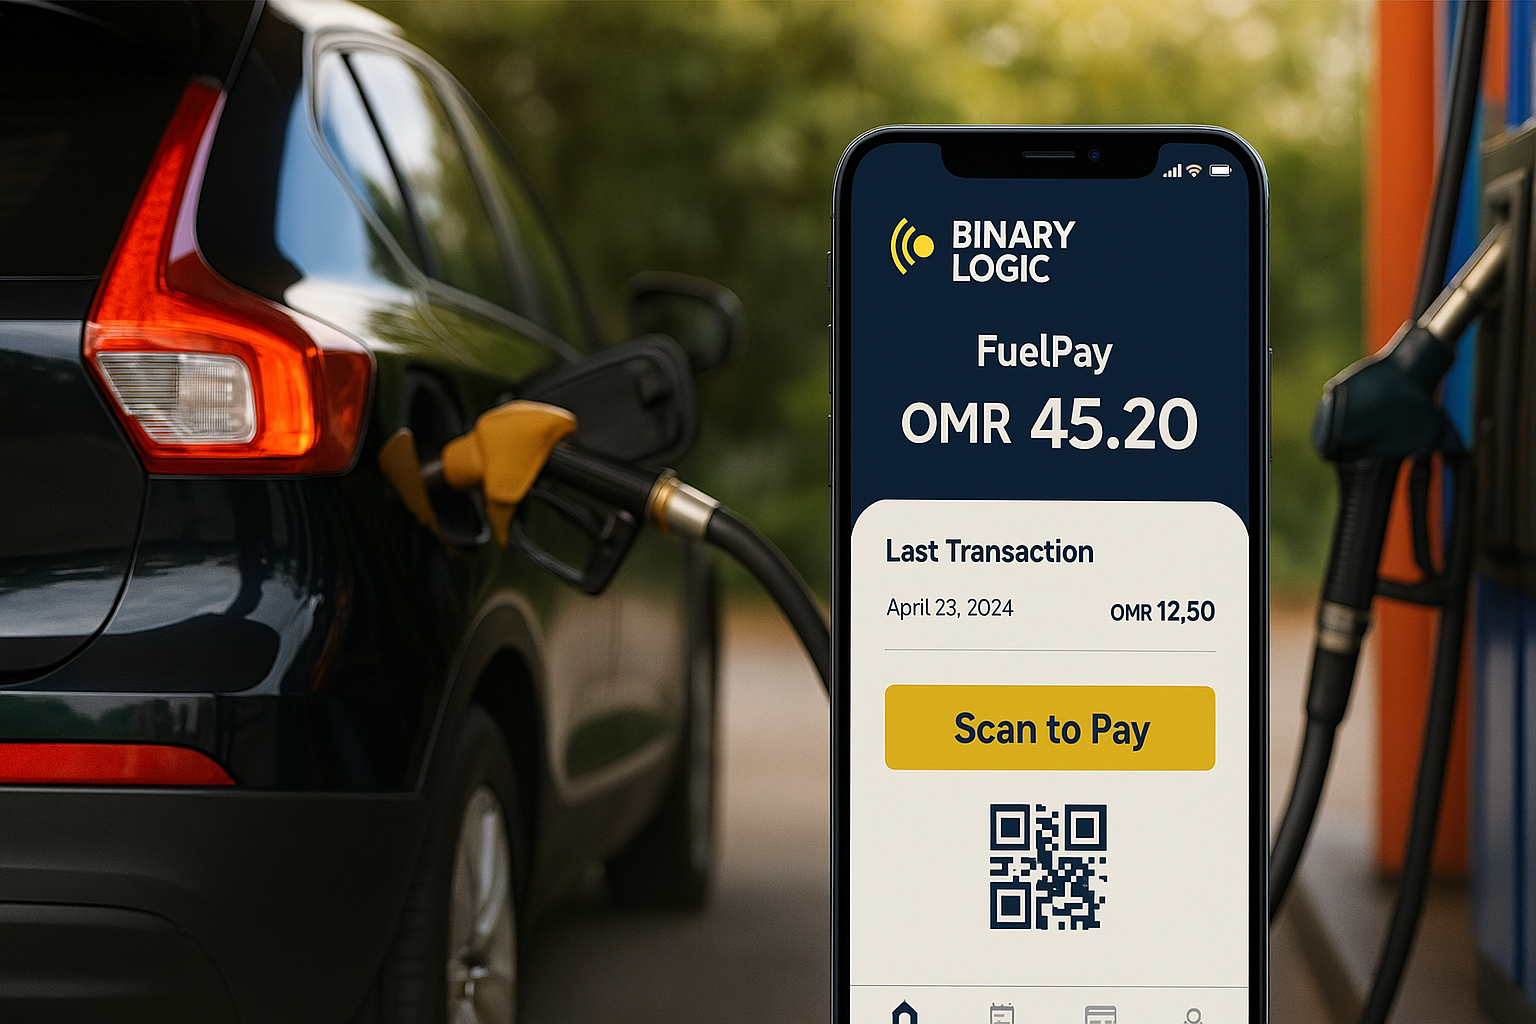 BINARY
LOGIC
FuelPay
OMR 45.20
Last Transaction
April 23, 2024 OMR 12,50
Scan to Pay